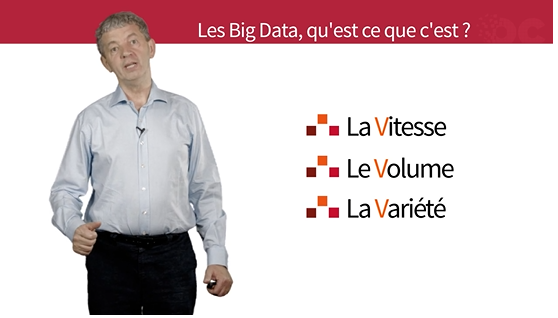 Les Big Data, qu'est ce que c'est ?
La Vitesse
Le Volume
La Variété